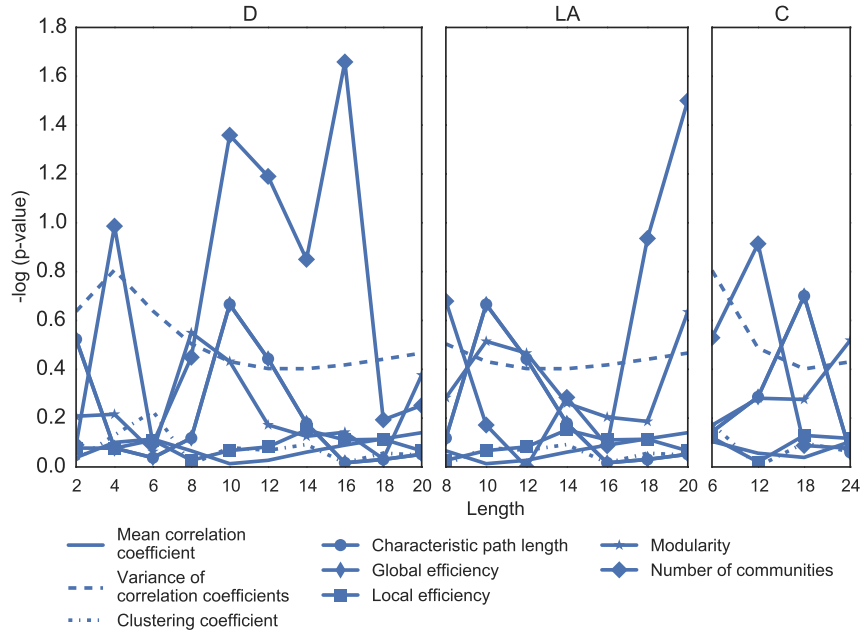 D LA C
1.8
1.6
1.4
1.2
1.0
0.8
0.6
0.4
0.2
0.0
-log (p-value)
2 4 6 8 10 12 14 16 18 20 8 10 12 14 16 18 20 6 12 18 24
Length
Mean correlation
coefficient
Variance of
correlation coefficients
Clustering coefficient
Characteristic path length
Global efficiency
Local efficiency
Modularity
Number of communities